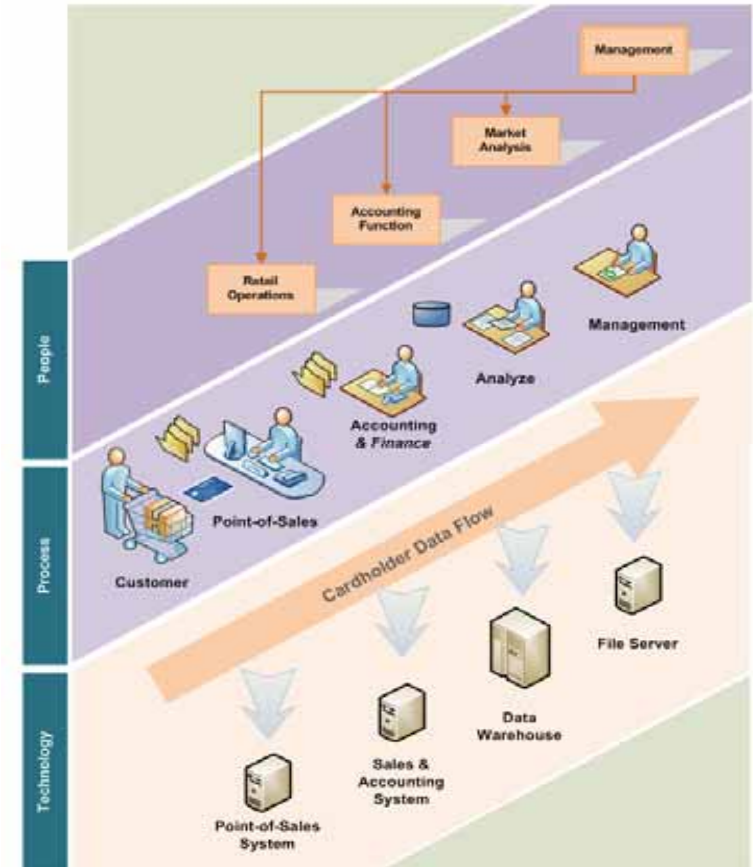 Management
Market
Analysis
Accounting
Function
Retail
Operations
People
Management
Analyze
Accounting
& Finance
Point-of-Sales
Customer
Process
Cardholder Data Flow
File Server
Data
Warehouse
Sales &
Accounting
System
Point-of-Sales
System
Technology